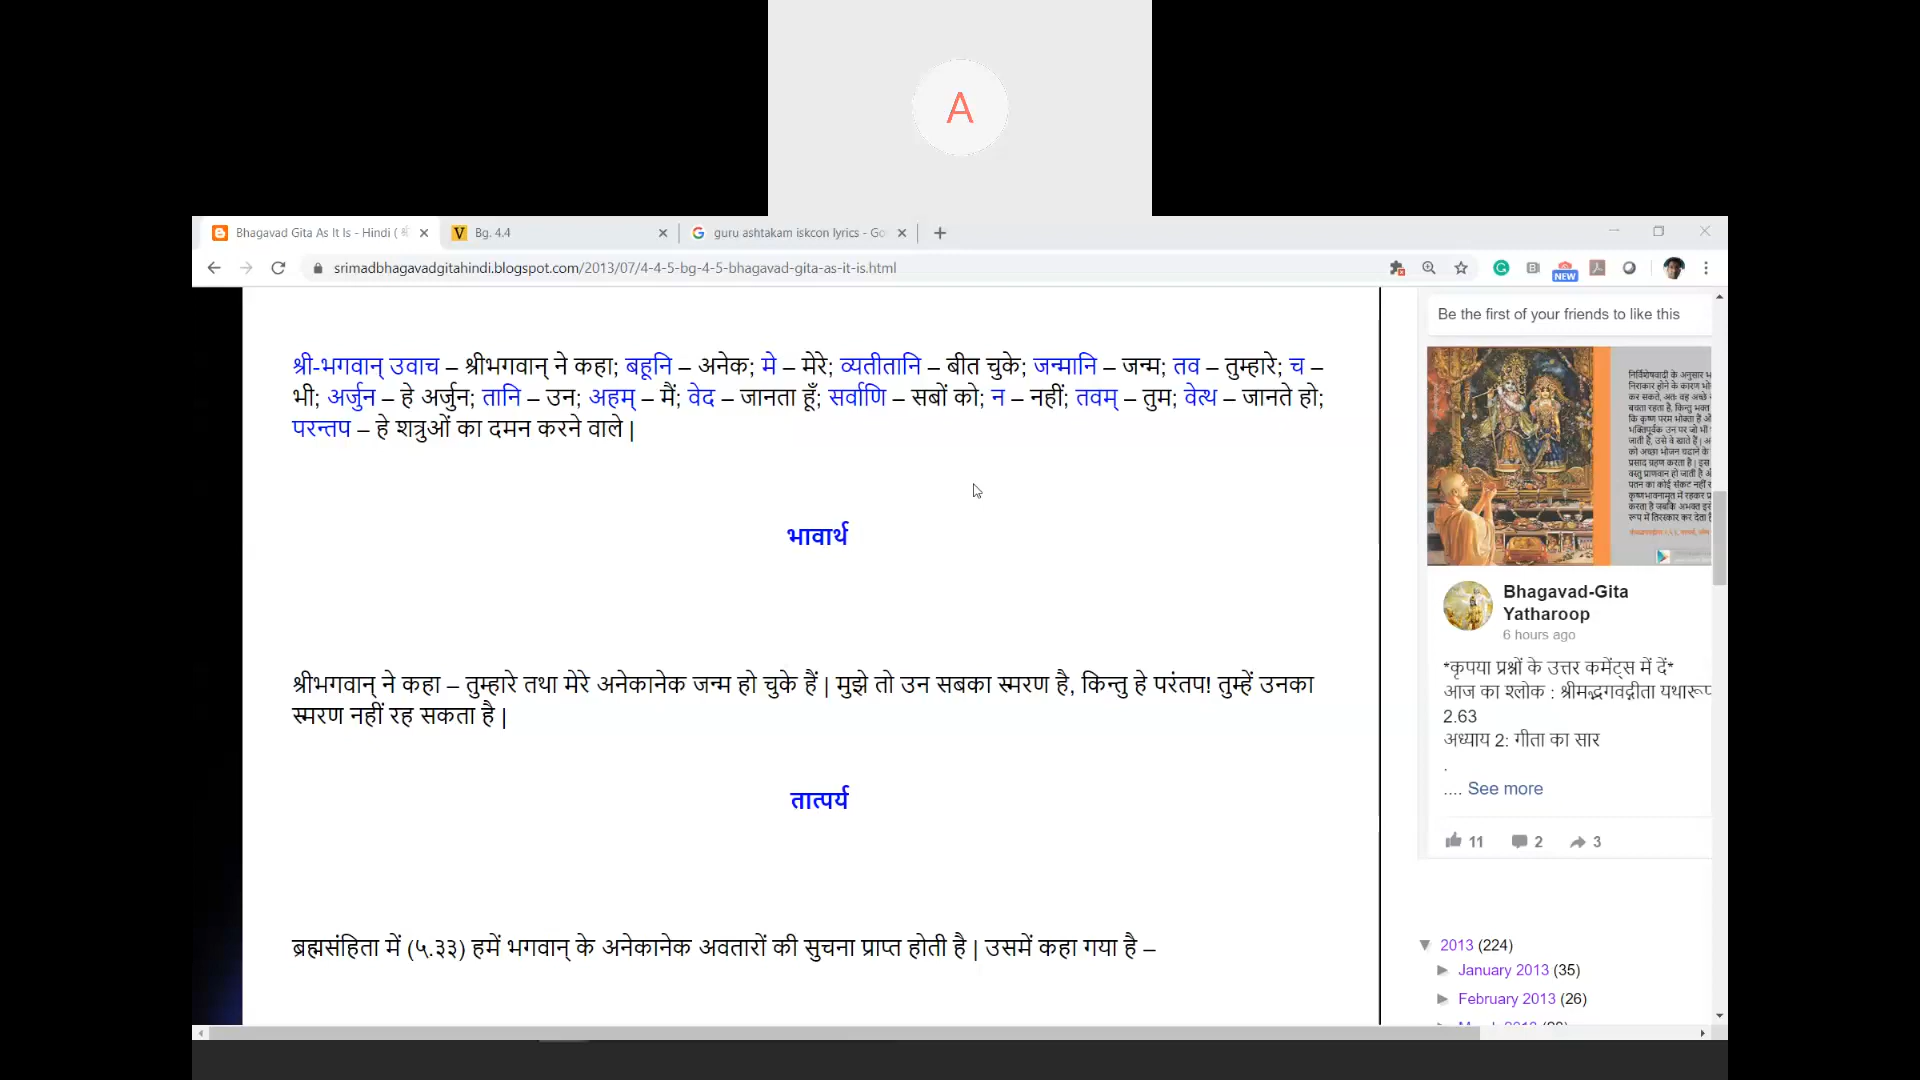 A
Bhagavad Gita As It Is - Hindi (
Bg. 4.4
guru ashtakam iskcon lyrics - Go
srimadbhagavadgitahindi.blogspot.com/2013/07/4-4-5-bg-4-5-bhagavad-gita-as-it-is.html
NEW
श्री-भगवान् उवाच – श्रीभगवान् ने कहा; बहूनि – अनेक; मे – मेरे; व्यतीतानि – बीत चुके; जन्मानि – जन्म; तव – तुम्हारे; च –
भी; अर्जुन – हे अर्जुन; तानि – उन; अहम् – मैं; वेद – जानता हूँ; सर्वाणि – सबों को; न – नहीं; तवम् – तुम; वेत्थ – जानते हो;
परन्तप – हे शत्रुओं का दमन करने वाले |
भावार्थ
श्रीभगवान् ने कहा – तुम्हारे तथा मेरे अनेकानेक जन्म हो चुके हैं | मुझे तो उन सबका स्मरण है, किन्तु हे परंतप! तुम्हें उनका
स्मरण नहीं रह सकता है |
तात्पर्य
ब्रह्मसंहिता में (५.३३) हमें भगवान् के अनेकानेक अवतारों की सुचना प्राप्त होती है | उसमें कहा गया है –
Be the first of your friends to like this
निर्विशेषवादी के अनुसार
निराकार होने के कारण
Bhagavad-Gita
Yatharoop
6 hours ago
*कृपया प्रश्नों के उत्तर कमेंट्स में दें*
आज का श्लोक : श्रीमद्भगवद्गीता यथारूप
2.63
अध्याय 2: गीता का सार
.
.... See more
11 2 3
2013 (224)
January 2013 (35)
February 2013 (26)